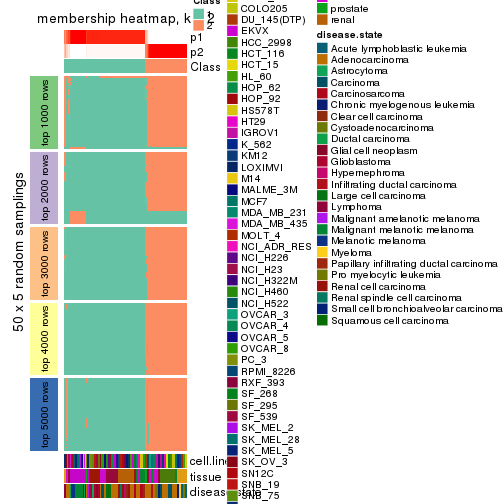 membership heatmap, k = 2
p1
p2
Class
Class
1
2
50 x 5 random samplings
top 1000 rows
top 2000 rows
top 3000 rows
top 4000 rows
top 5000 rows
cell.line
tissue
disease.state
COLO205
DU_145(DTP)
EKVX
HCC_2998
HCT_116
HCT_15
HL_60
HOP_62
HOP_92
HS578T
HT29
IGROV1
K_562
KM12
LOXIMVI
M14
MALME_3M
MCF7
MDA_MB_231
MDA_MB_435
MOLT_4
NCI_ADR_RES
NCI_H226
NCI_H23
NCI_H322M
NCI_H460
NCI_H522
OVCAR_3
OVCAR_4
OVCAR_5
OVCAR_8
PC_3
RPMI_8226
RXF_393
SF_268
SF_295
SF_539
SK_MEL_2
SK_MEL_28
SK_MEL_5
SK_OV_3
SN12C
SNB_19
SNB_75
prostate
renal
disease.state
Acute lymphoblastic leukemia
Adenocarcinoma
Astrocytoma
Carcinoma
Carcinosarcoma
Chronic myelogenous leukemia
Clear cell carcinoma
Cystoadenocarcinoma
Ductal carcinoma
Glial cell neoplasm
Glioblastoma
Hypernephroma
Infiltrating ductal carcinoma
Large cell carcinoma
Lymphoma
Malignant amelanotic melanoma
Malignant melanotic melanoma
Melanotic melanoma
Myeloma
Papillary infiltrating ductal carcinoma
Pro myelocytic leukemia
Renal cell carcinoma
Renal spindle cell carcinoma
Small cell bronchioalveolar carcinoma
Squamous cell carcinoma